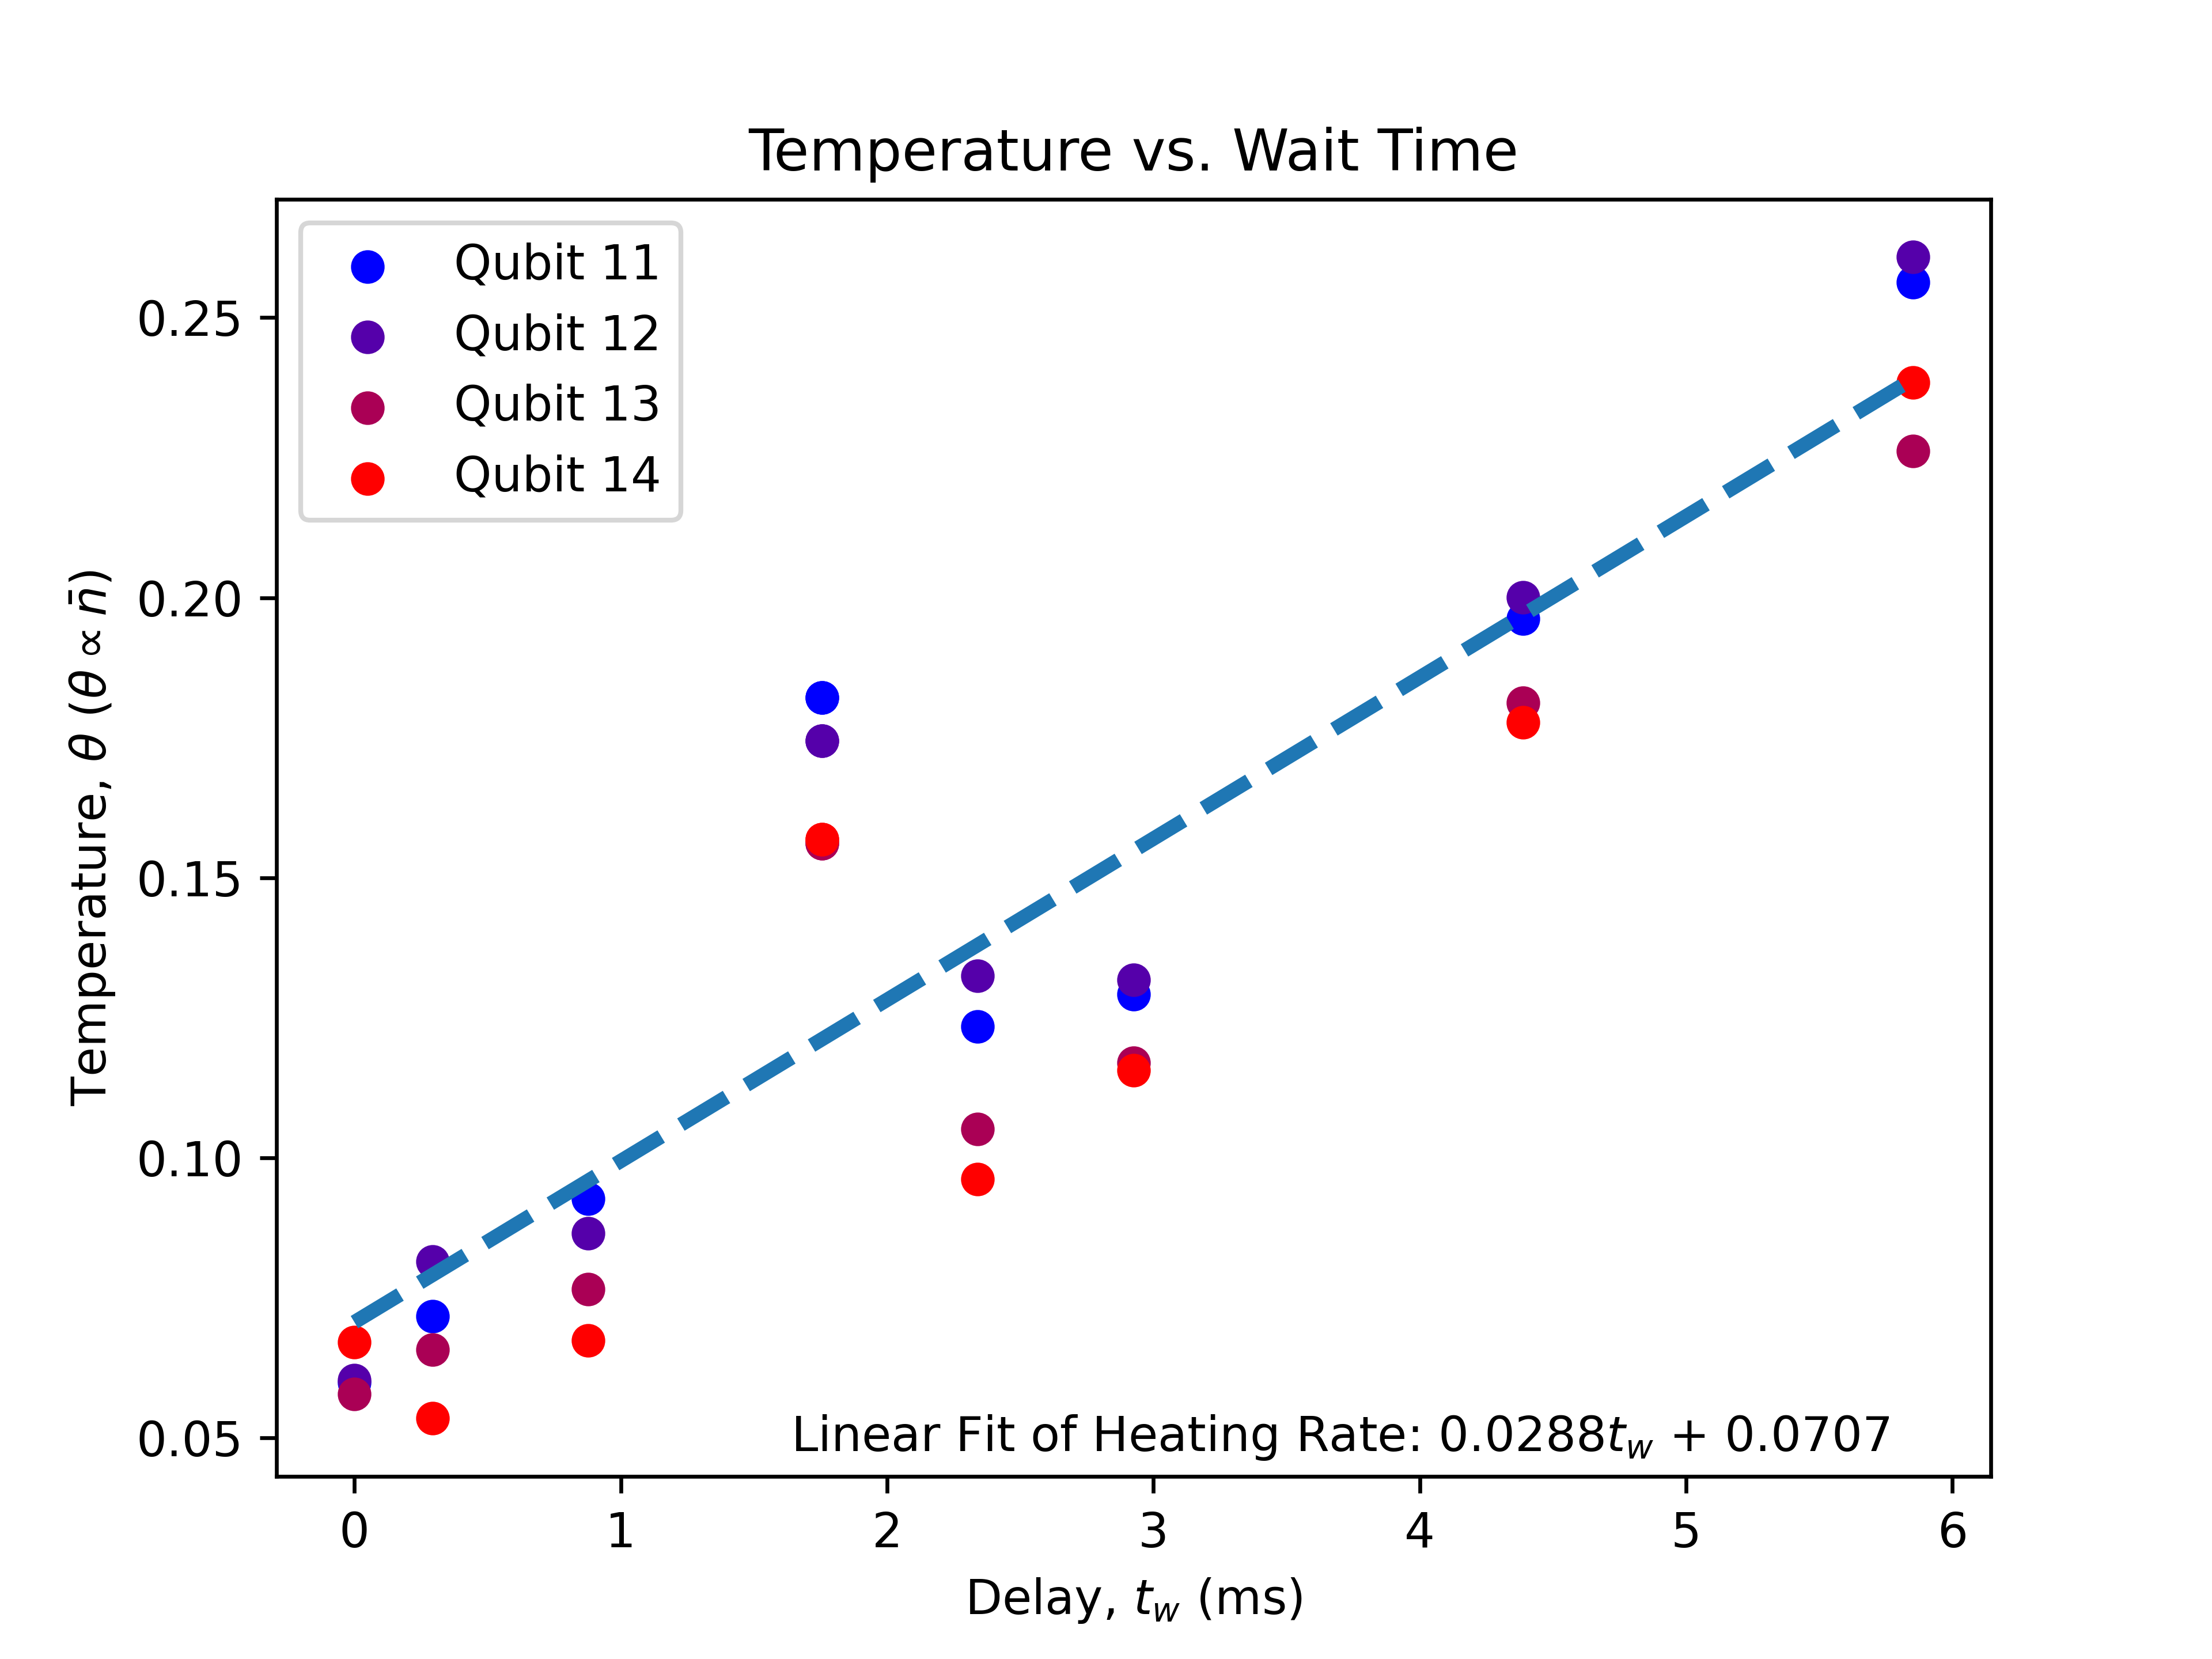 Temperature vs. Wait Time
Qubit 11
Qubit 12
Qubit 13
Qubit 14
Temperature, θ (θ ∝ n̄)
0.25
0.20
0.15
0.10
0.05
Linear Fit of Heating Rate: 0.0288t_w + 0.0707
0 1 2 3 4 5 6
Delay, t_w (ms)